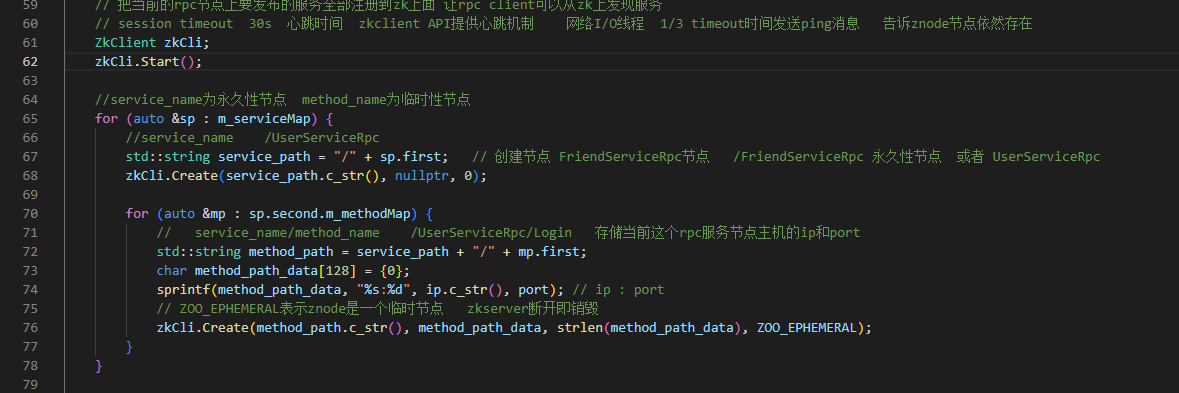 59 // 把当前的rpc节点上要发布的服务全部注册到zk上面 让rpc client可以从zk上发现服务
60 // session timeout 30s 心跳时间 zkclient API提供心跳机制 网络I/O线程 1/3 timeout时间发送ping消息 告诉znode节点依然存在
61 ZkClient zkCli;
62 zkCli.Start();
63
64 //service_name为永久性节点 method_name为临时性节点
65 for (auto &sp : m_serviceMap) {
66 //service_name /UserServiceRpc
67 std::string service_path = "/" + sp.first; // 创建节点 FriendServiceRpc节点 /FriendServiceRpc 永久性节点 或者 UserServiceRpc
68 zkCli.Create(service_path.c_str(), nullptr, 0);
69
70 for (auto &mp : sp.second.m_methodMap) {
71 // service_name/method_name /UserServiceRpc/Login 存储当前这个rpc服务节点主机的ip和port
72 std::string method_path = service_path + "/" + mp.first;
73 char method_path_data[128] = {0};
74 sprintf(method_path_data, "%s:%d", ip.c_str(), port); // ip : port
75 // ZOO_EPHEMERAL表示znode是一个临时节点 zkserver断开即销毁
76 zkCli.Create(method_path.c_str(), method_path_data, strlen(method_path_data), ZOO_EPHEMERAL);
77 }
78 }
79